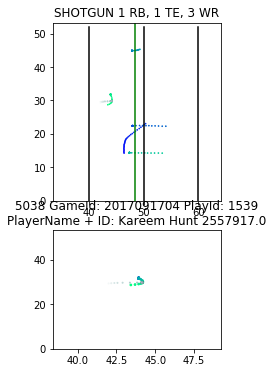 SHOTGUN 1 RB, 1 TE, 3 WR
50
40
30
20
10
0
40 50 60
5038 GameId: 2017091704 PlayId: 1539
PlayerName + ID: Kareem Hunt 2557917.0
40
20
0
40.0 42.5 45.0 47.5